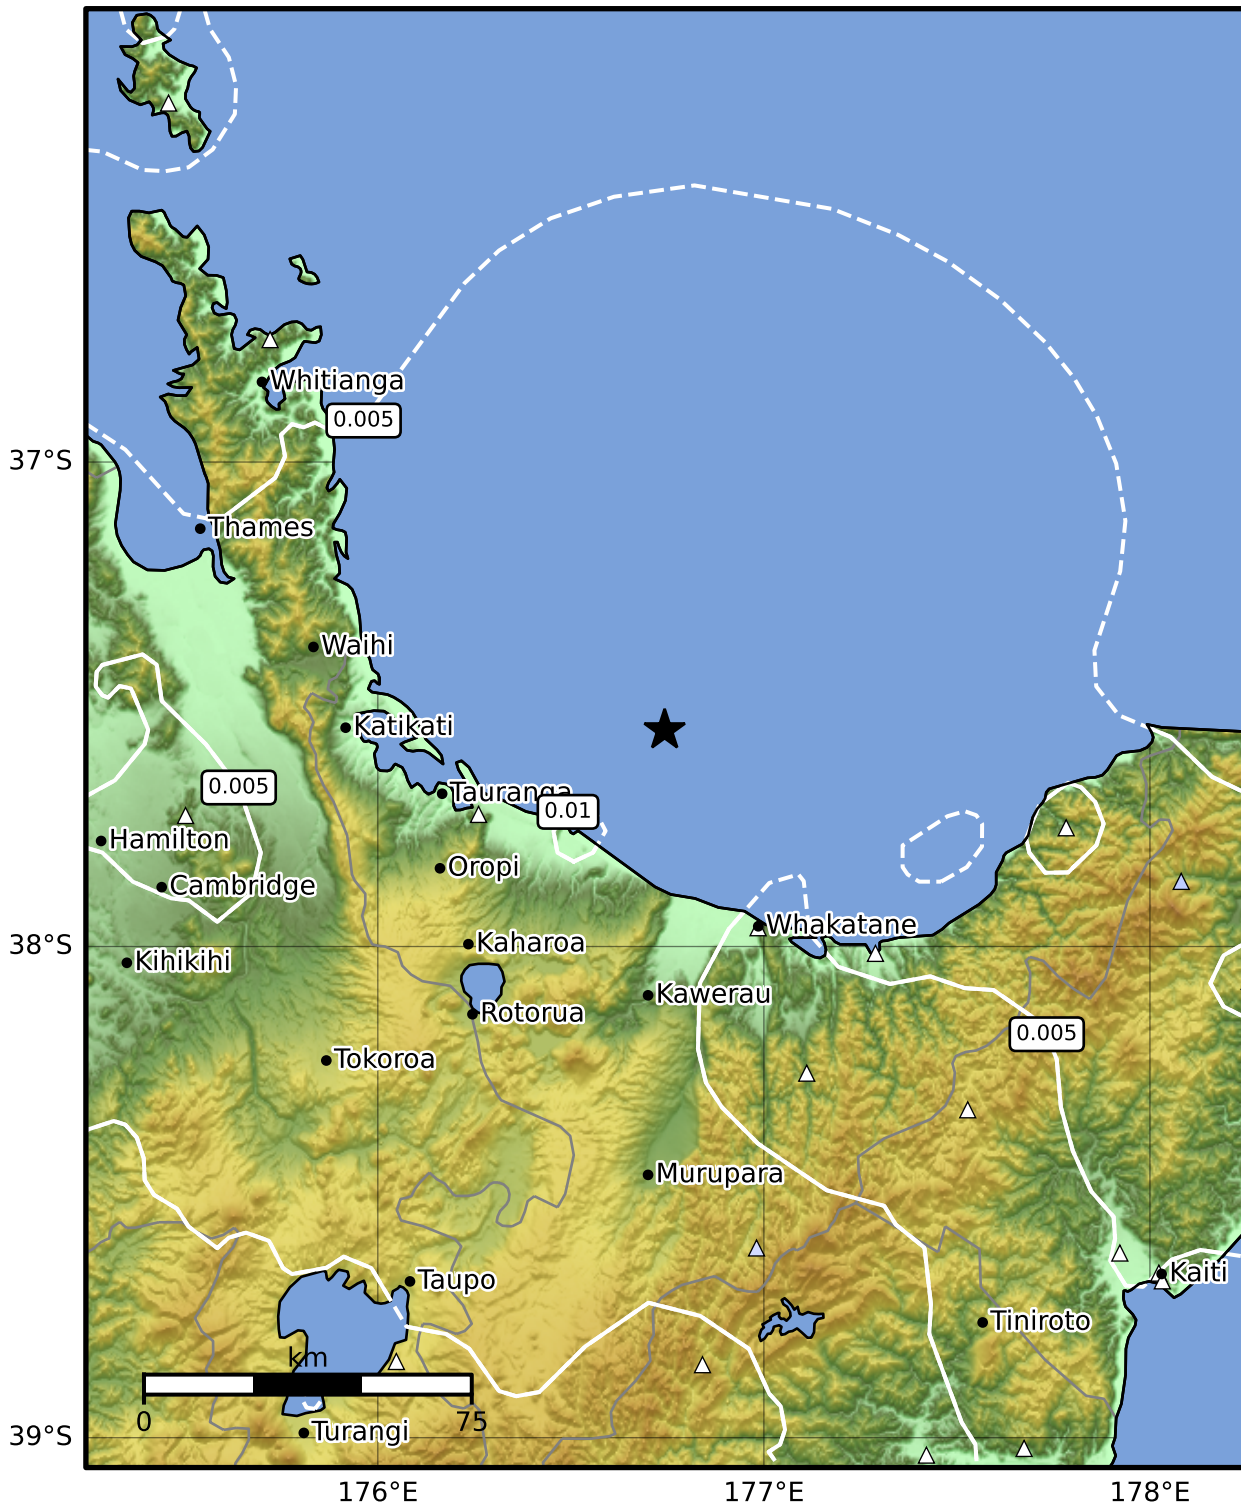 Whitianga
0.005
37°S
Thames
Waihi
Katikati
0.005
Tauranga
0.01
Hamilton
Oropi
Cambridge
Whakatane
38°S
Kaharoa
Kihikihi
Kawerau
Rotorua
0.005
Tokoroa
Murupara
Taupo
Kaiti
Tiniroto
km
0
75
Turangi
39°S
176°E
177°E
178°E